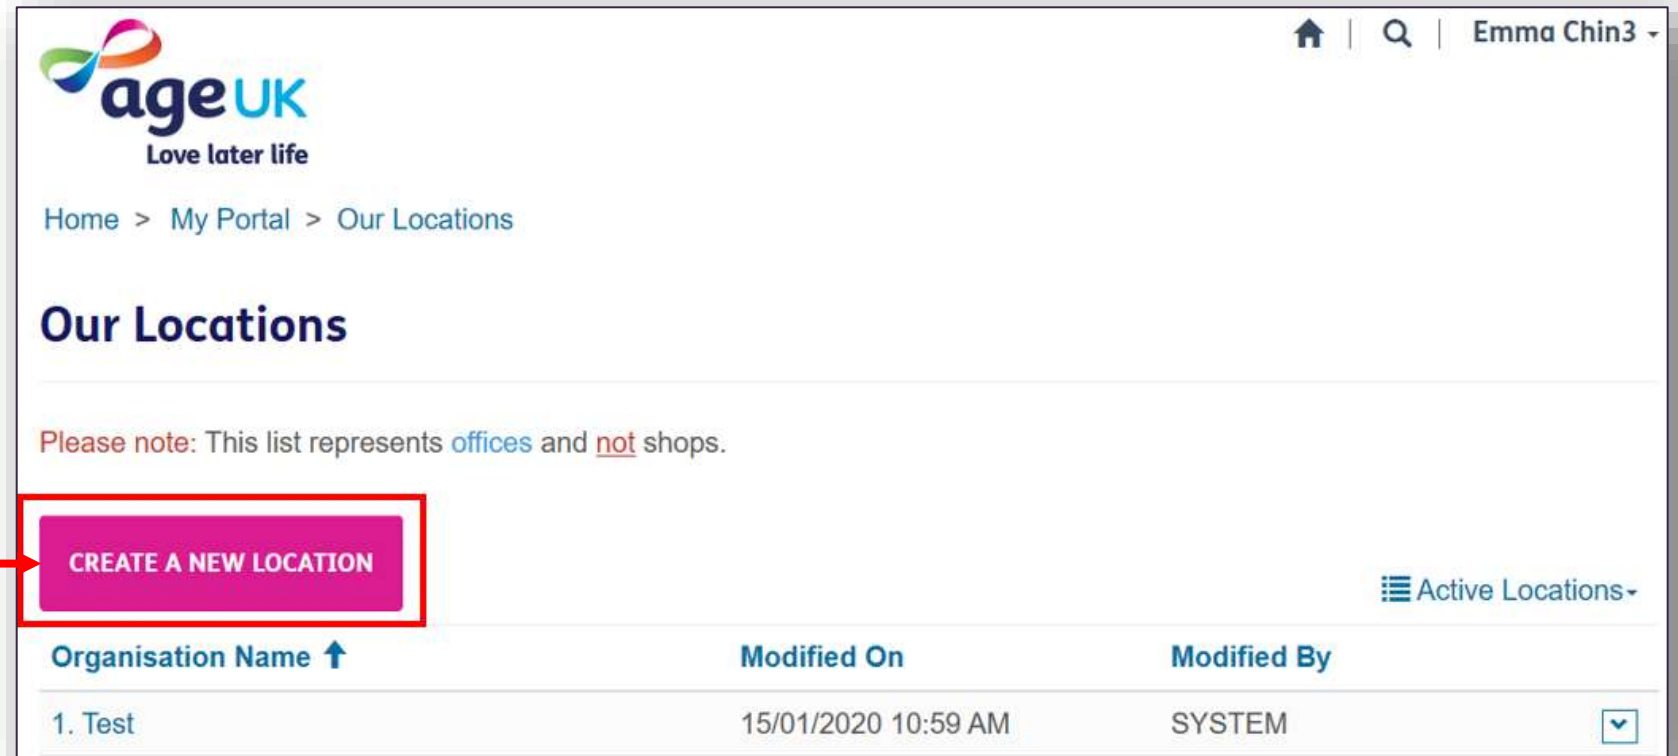 Emma Chin3
ageUK
Love later life
Home > My Portal > Our Locations
Our Locations
Please note: This list represents offices and not shops.
CREATE A NEW LOCATION
Active Locations
Organisation Name Modified On Modified By
1. Test 15/01/2020 10:59 AM SYSTEM